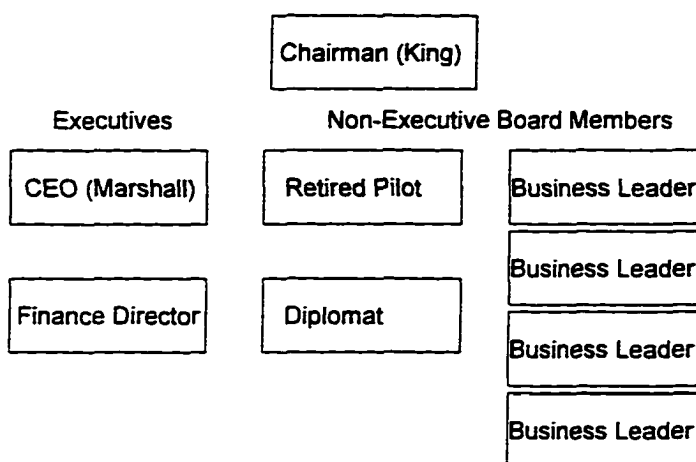 Chairman (King)
Executives
Non-Executive Board Members
CEO (Marshall)
Retired Pilot
Business Leader
Business Leader
Finance Director
Diplomat
Business Leader
Business Leader